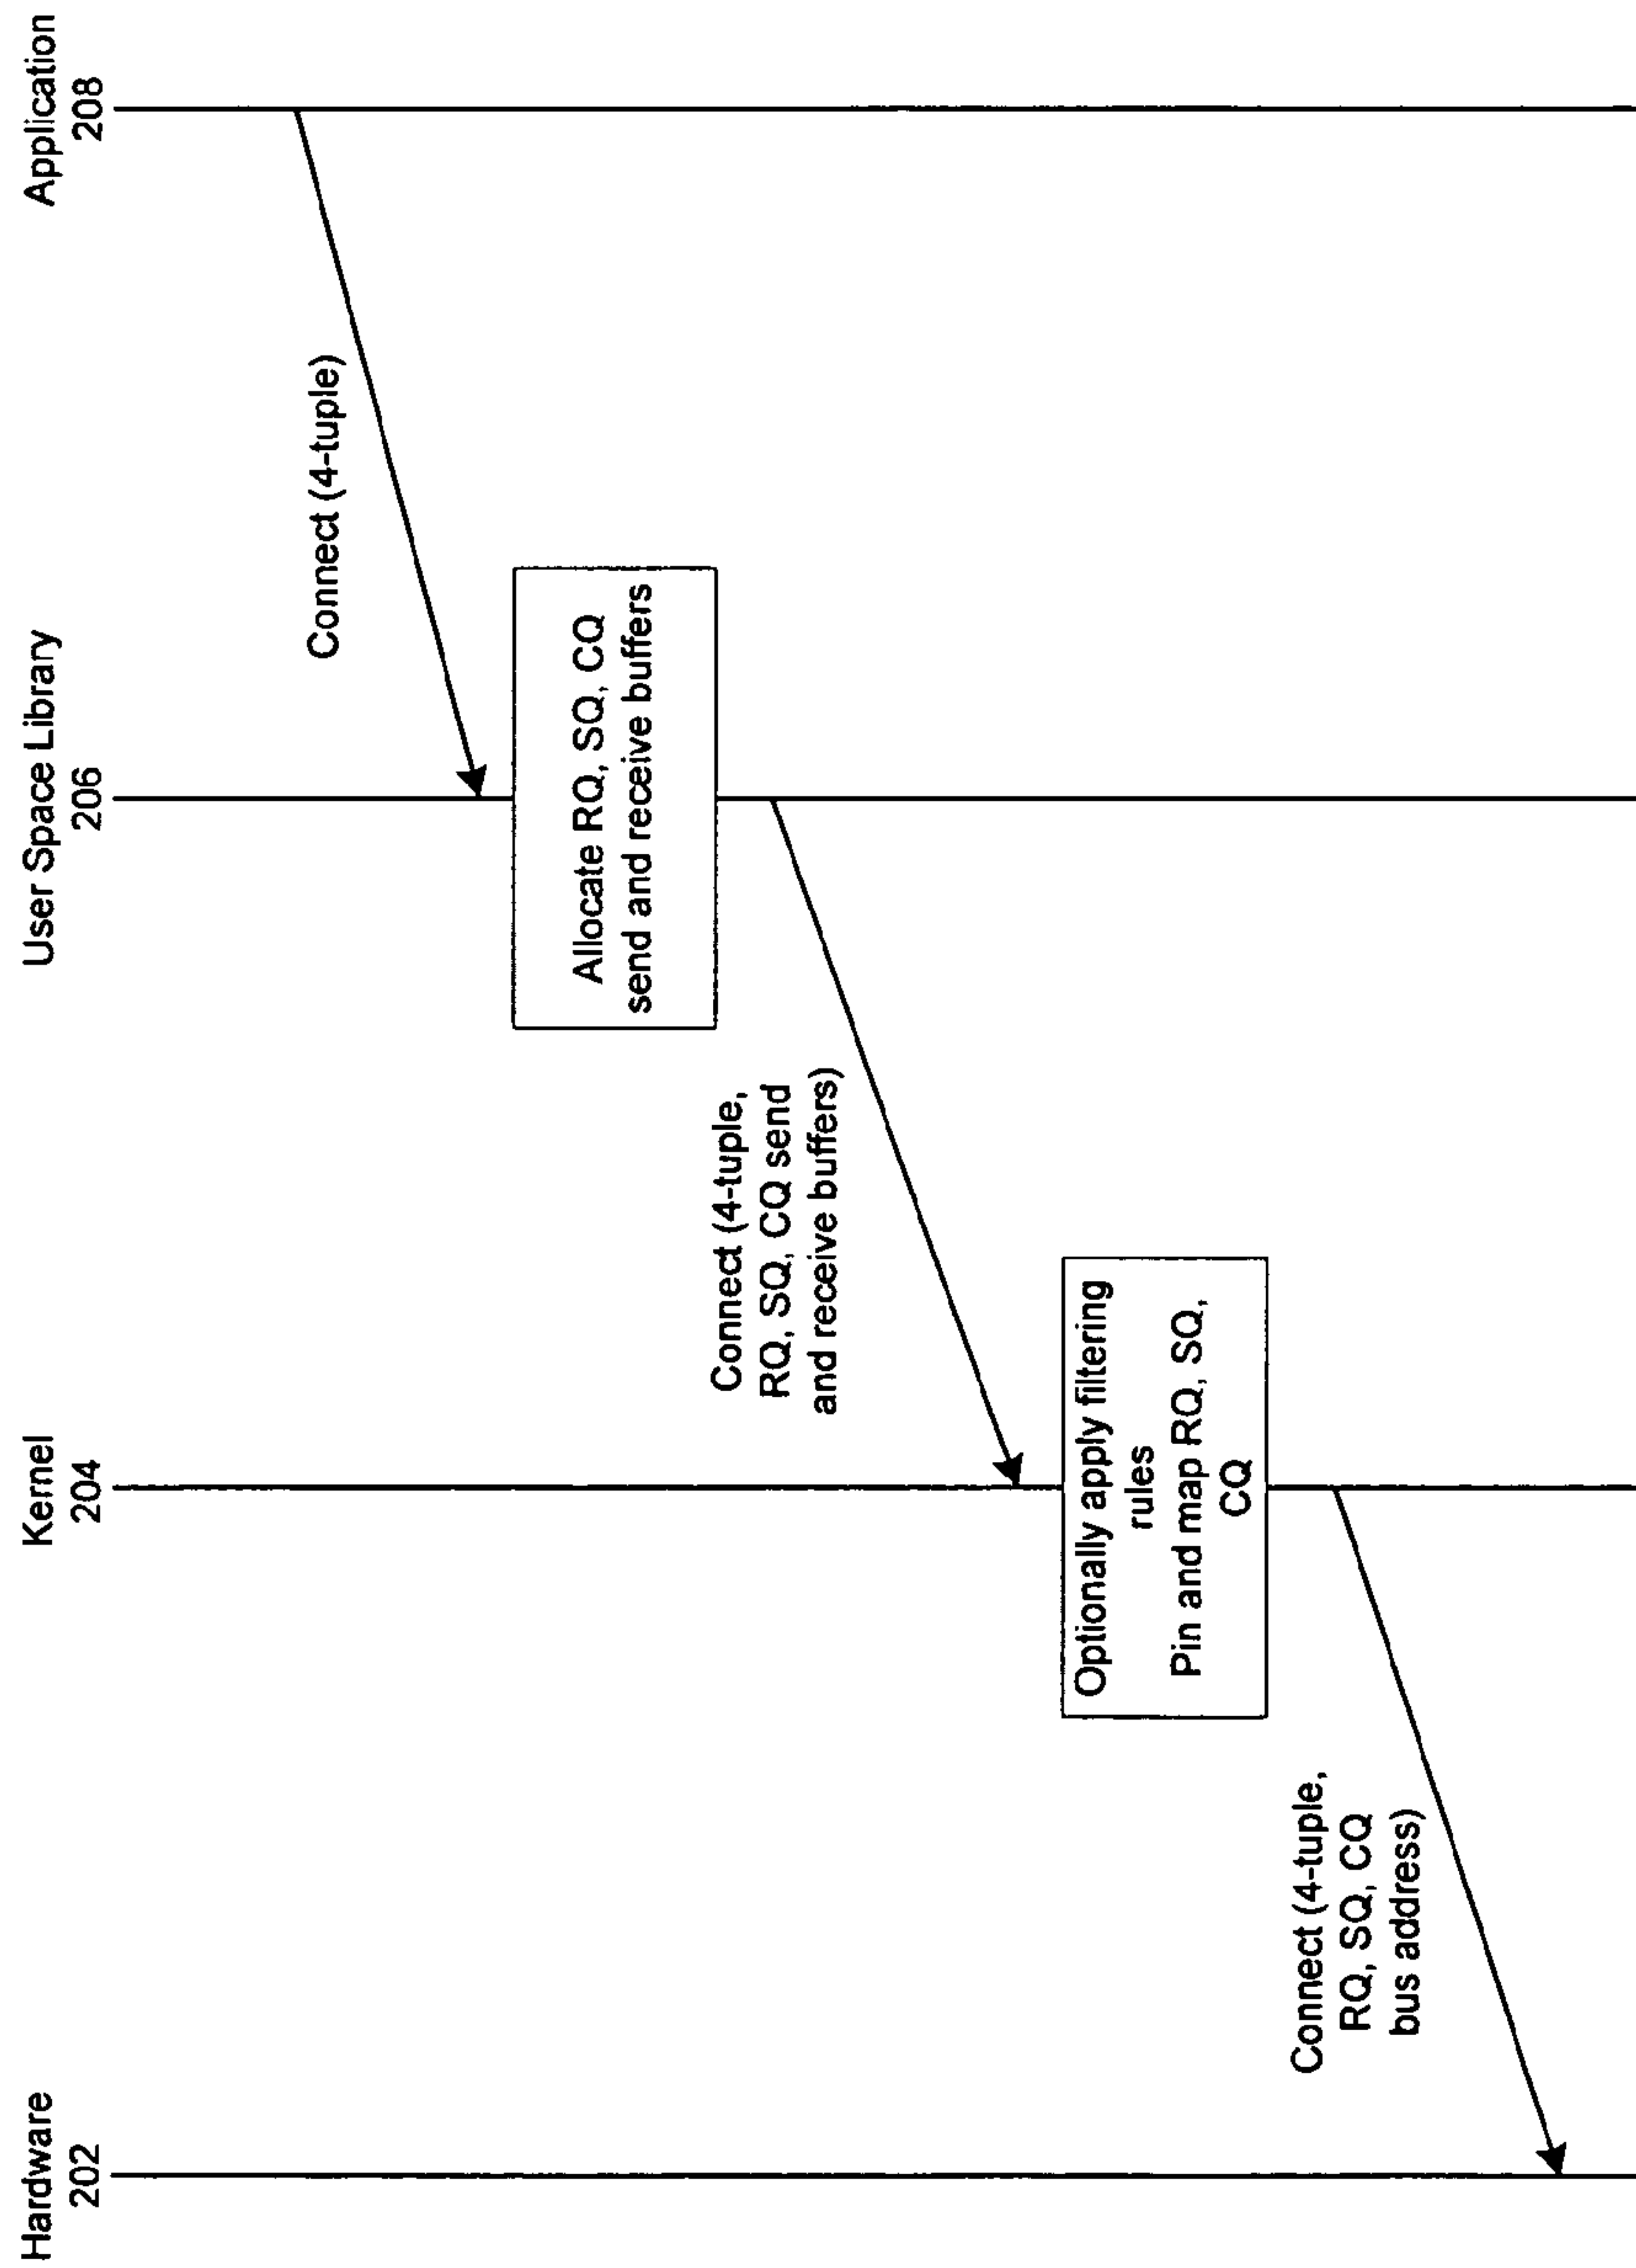 Hardware
202
Kernel
204
User Space Library
206
Application
208
Connect (4-tuple)
Allocate RQ, SQ, CQ
send and receive buffers
Connect (4-tuple,
RQ, SQ, CQ send
and receive buffers)
Optionally apply filtering
rules
Pin and map RQ, SQ,
CQ
Connect (4-tuple,
RQ, SQ, CQ
bus address)